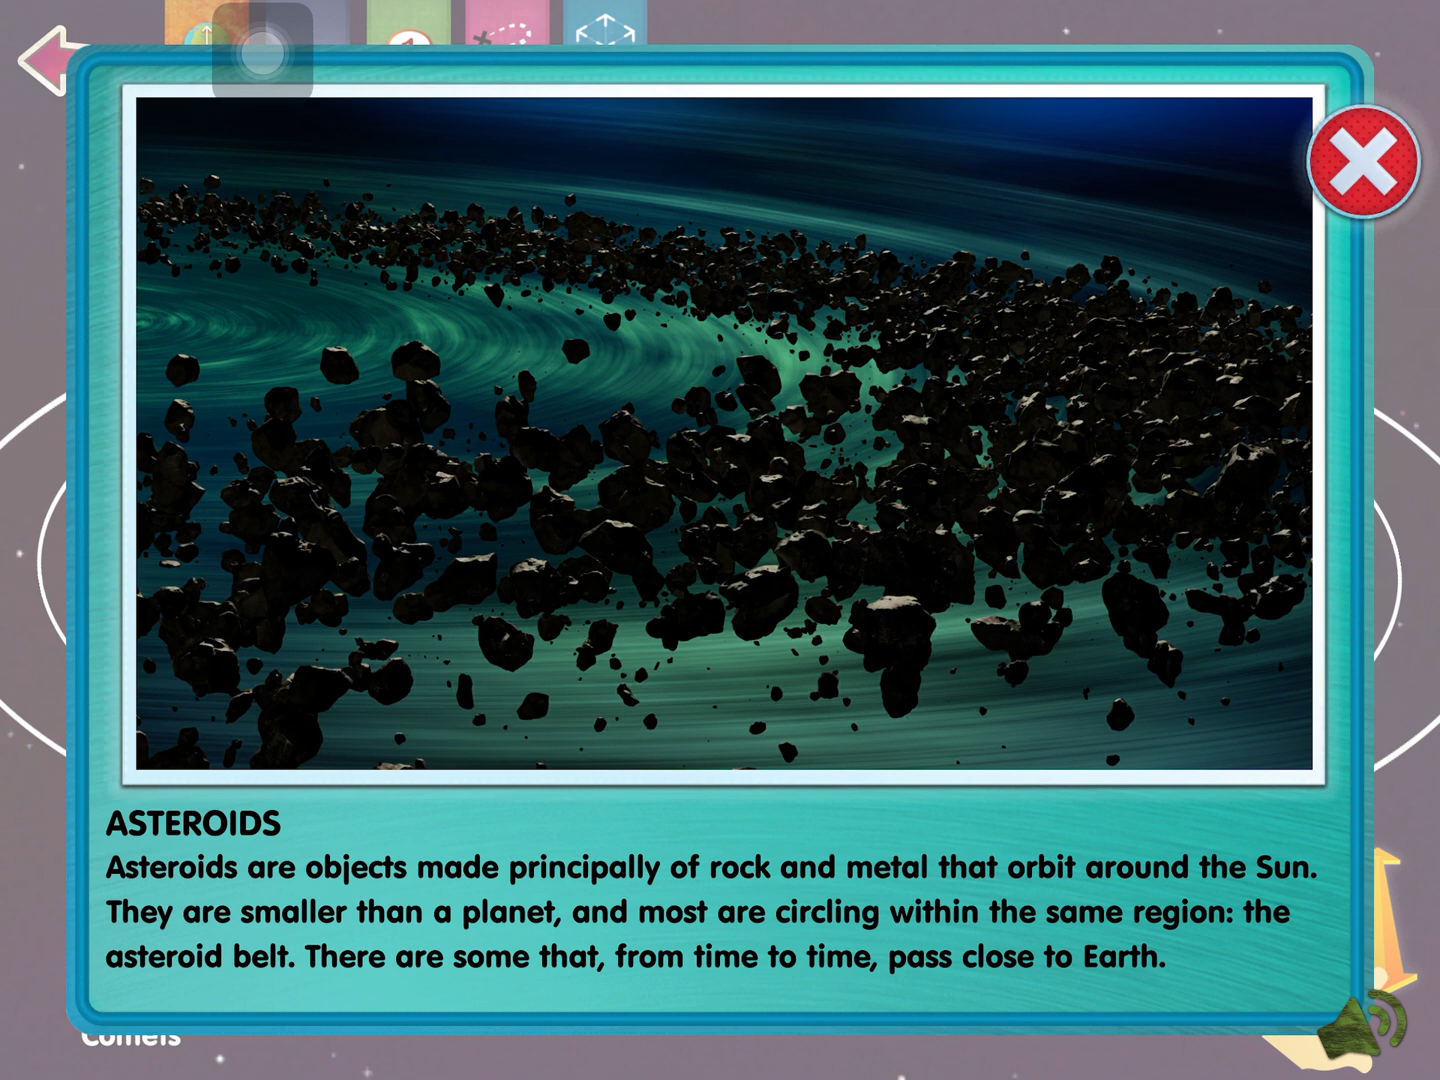 ASTEROIDS
Asteroids are objects made principally of rock and metal that orbit around the Sun.
They are smaller than a planet, and most are circling within the same region: the
asteroid belt. There are some that, from time to time, pass close to Earth.
Comets